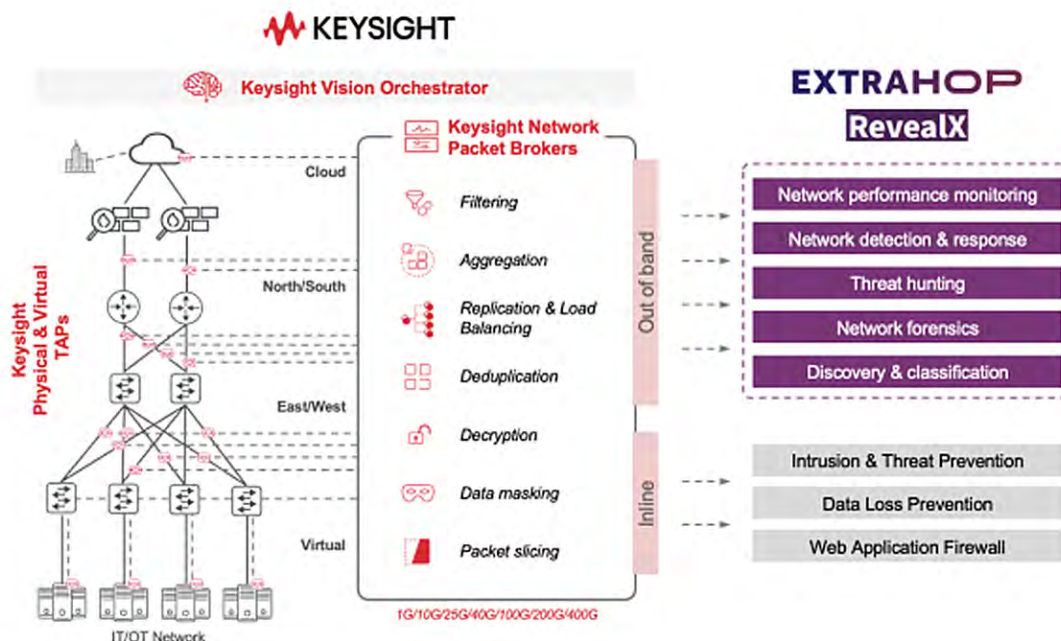 KEYSIGHT
Keysight Vision Orchestrator
EXTRAHOP
RevealX
Keysight Network
Packet Brokers
Cloud
North/South
East/West
Virtual
Keysight
Physical & Virtual
TAPs
Filtering
Aggregation
Replication & Load
Balancing
Deduplication
Decryption
Data masking
Packet slicing
Out of band
Inline
Network performance monitoring
Network detection & response
Threat hunting
Network forensics
Discovery & classification
Intrusion & Threat Prevention
Data Loss Prevention
Web Application Firewall
1G/10G/25G/40G/100G/200G/400G
IT/OT Network